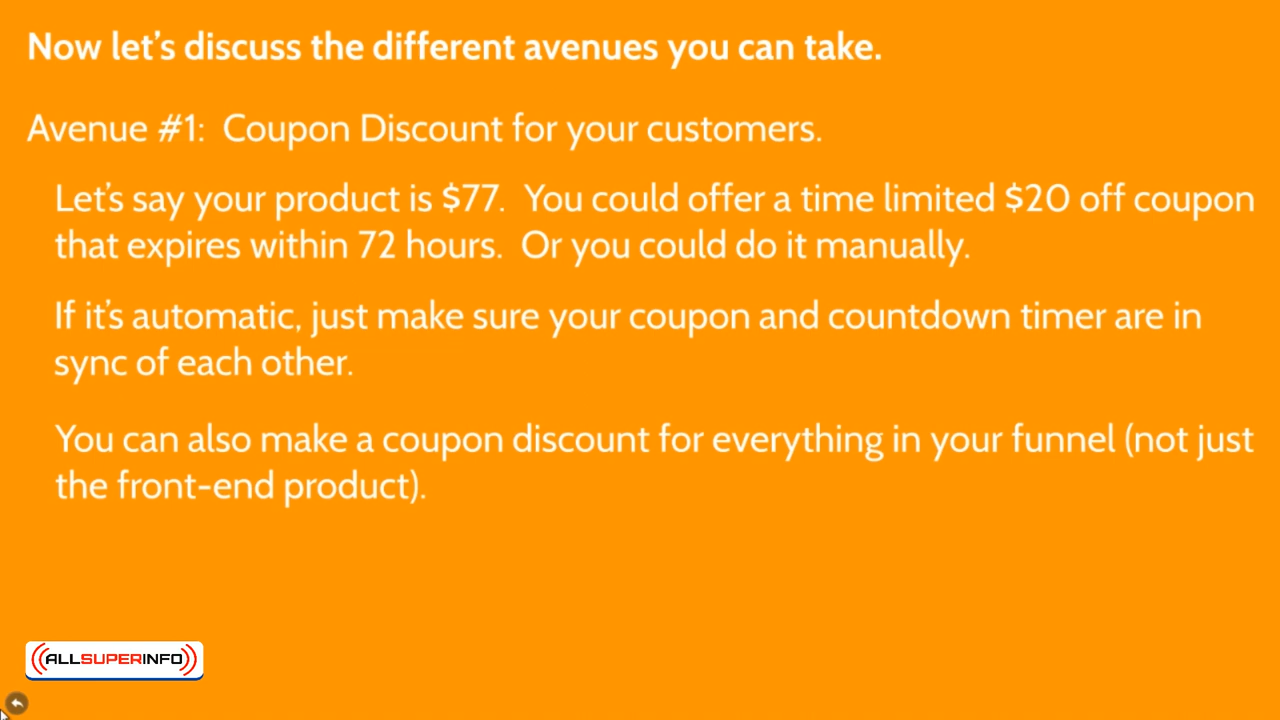 Now let's discuss the different avenues you can take.
Avenue #1: Coupon Discount for your customers.
Let's say your product is $77. You could offer a time limited $20 off coupon
that expires within 72 hours. Or you could do it manually.
If it's automatic, just make sure your coupon and countdown timer are in
sync of each other.
You can also make a coupon discount for everything in your funnel (not just
the front-end product).
ALLSUPERINFO